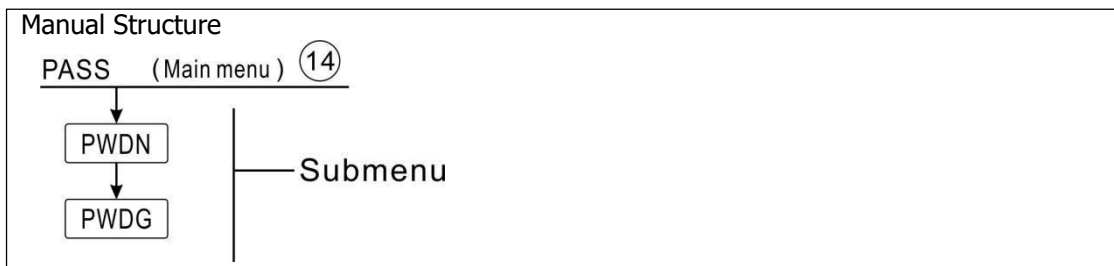 Manual Structure
PASS (Main menu) 14
PWDN
Submenu
PWDG